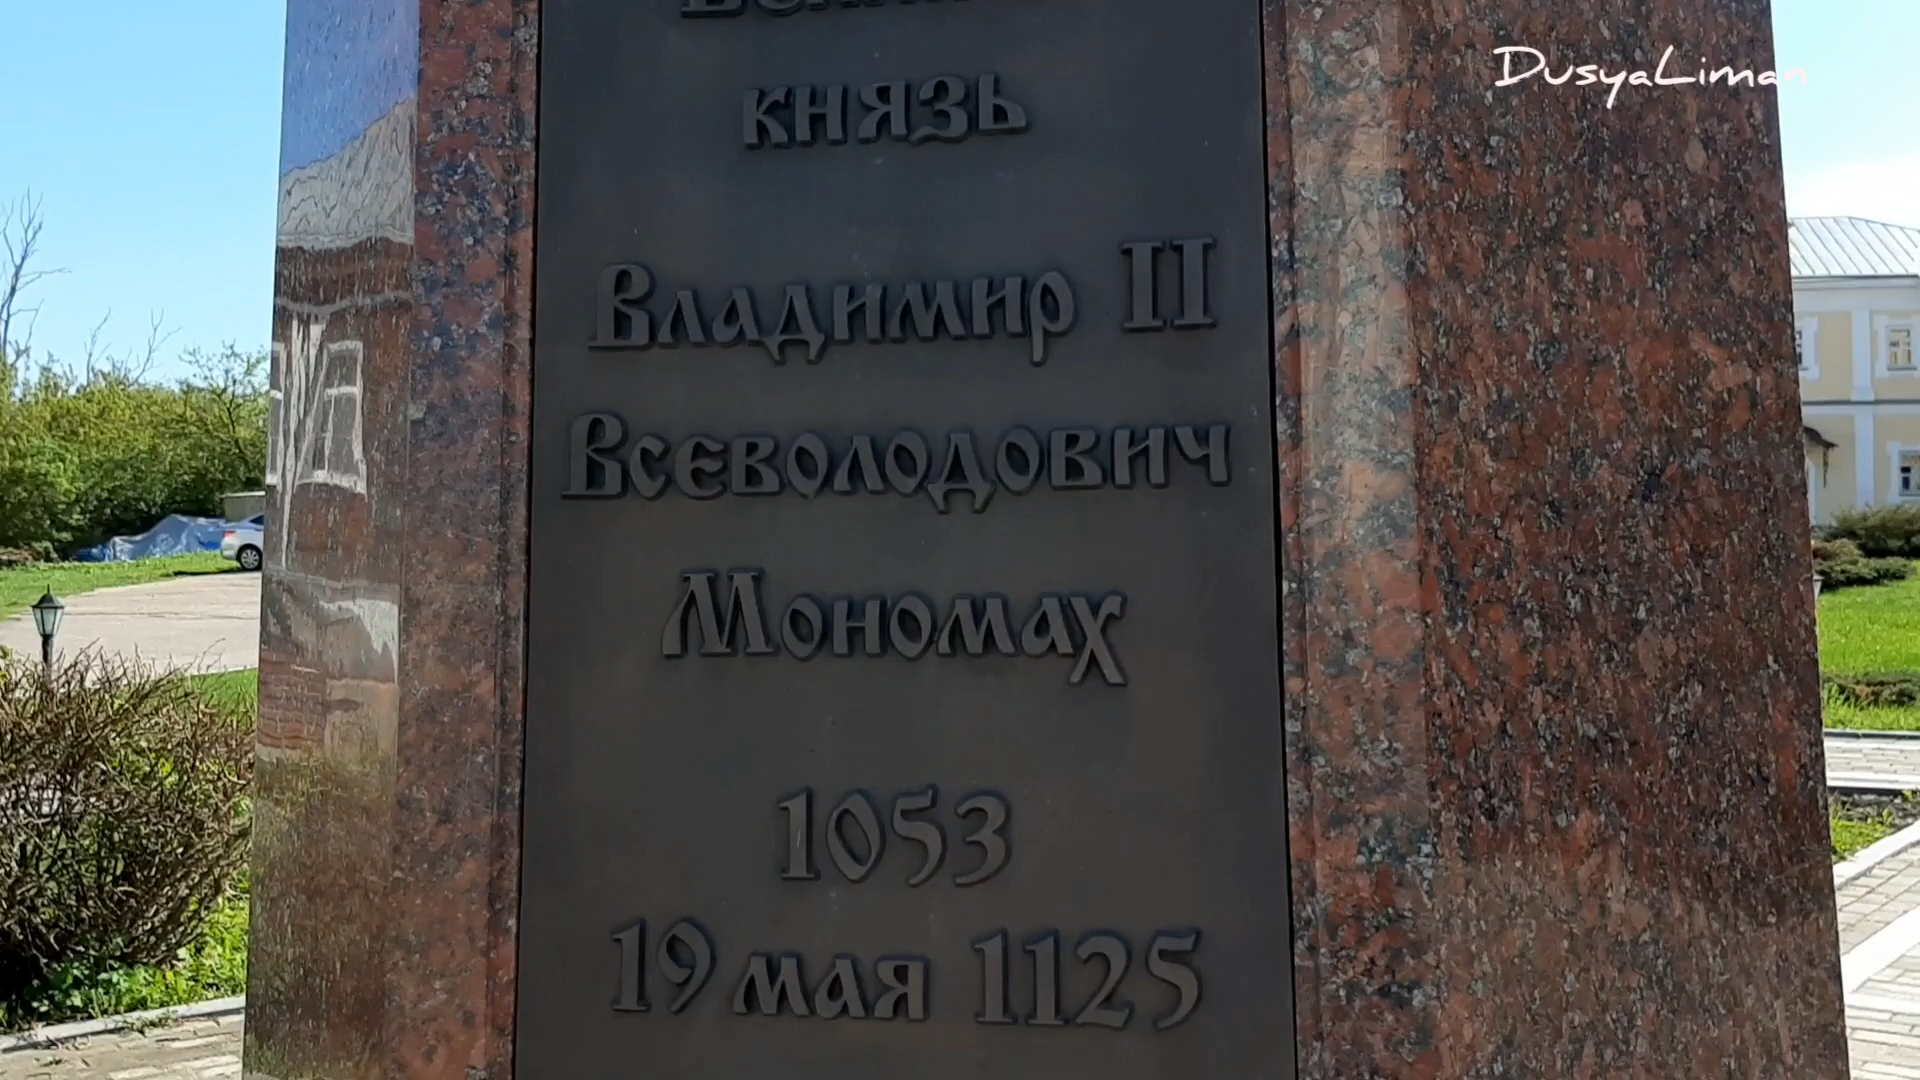 DusyaLiman
князь
Владимир II
Всеволодович
Мономах
1053
19 мая 1125